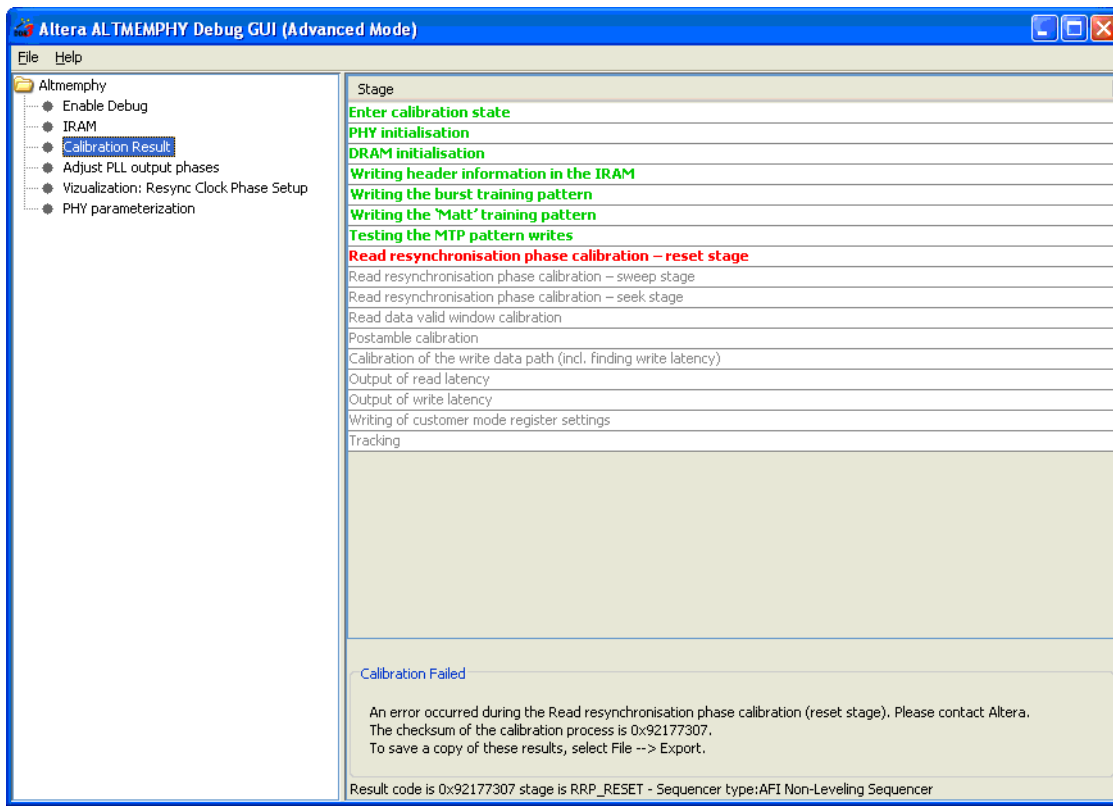 Altera ALTMEMPHY Debug GUI (Advanced Mode)
File Help
Altmemphy
Enable Debug
IRAM
Calibration Result
Adjust PLL output phases
Vizualization: Resync Clock Phase Setup
PHY parameterization
Stage
Enter calibration state
PHY initialisation
DRAM initialisation
Writing header information in the IRAM
Writing the burst training pattern
Writing the 'Matt' training pattern
Testing the MTP pattern writes
Read resynchronisation phase calibration – reset stage
Read resynchronisation phase calibration – sweep stage
Read resynchronisation phase calibration – seek stage
Read data valid window calibration
Postamble calibration
Calibration of the write data path (incl. finding write latency)
Output of read latency
Output of write latency
Writing of customer mode register settings
Tracking
Calibration Failed
An error occurred during the Read resynchronisation phase calibration (reset stage). Please contact Altera.
The checksum of the calibration process is 0x92177307.
To save a copy of these results, select File --> Export.
Result code is 0x92177307 stage is RRP_RESET - Sequencer type:AFI Non-Leveling Sequencer